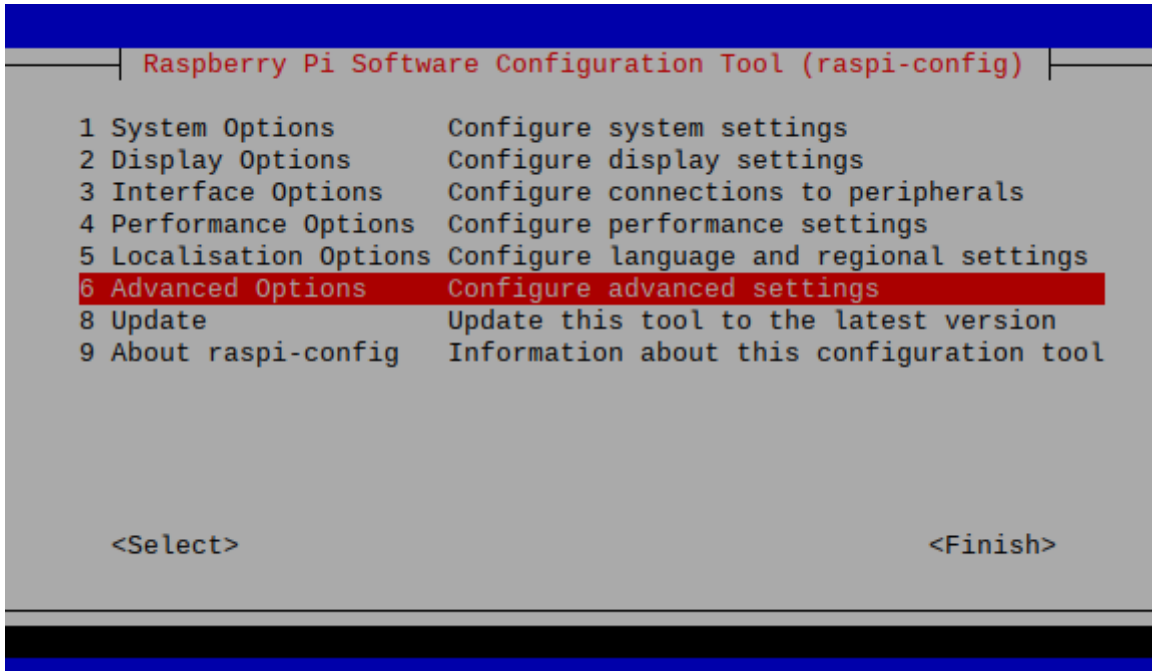 Raspberry Pi Software Configuration Tool (raspi-config)
1 System Options Configure system settings
2 Display Options Configure display settings
3 Interface Options Configure connections to peripherals
4 Performance Options Configure performance settings
5 Localisation Options Configure language and regional settings
6 Advanced Options Configure advanced settings
8 Update Update this tool to the latest version
9 About raspi-config Information about this configuration tool
<Select> <Finish>